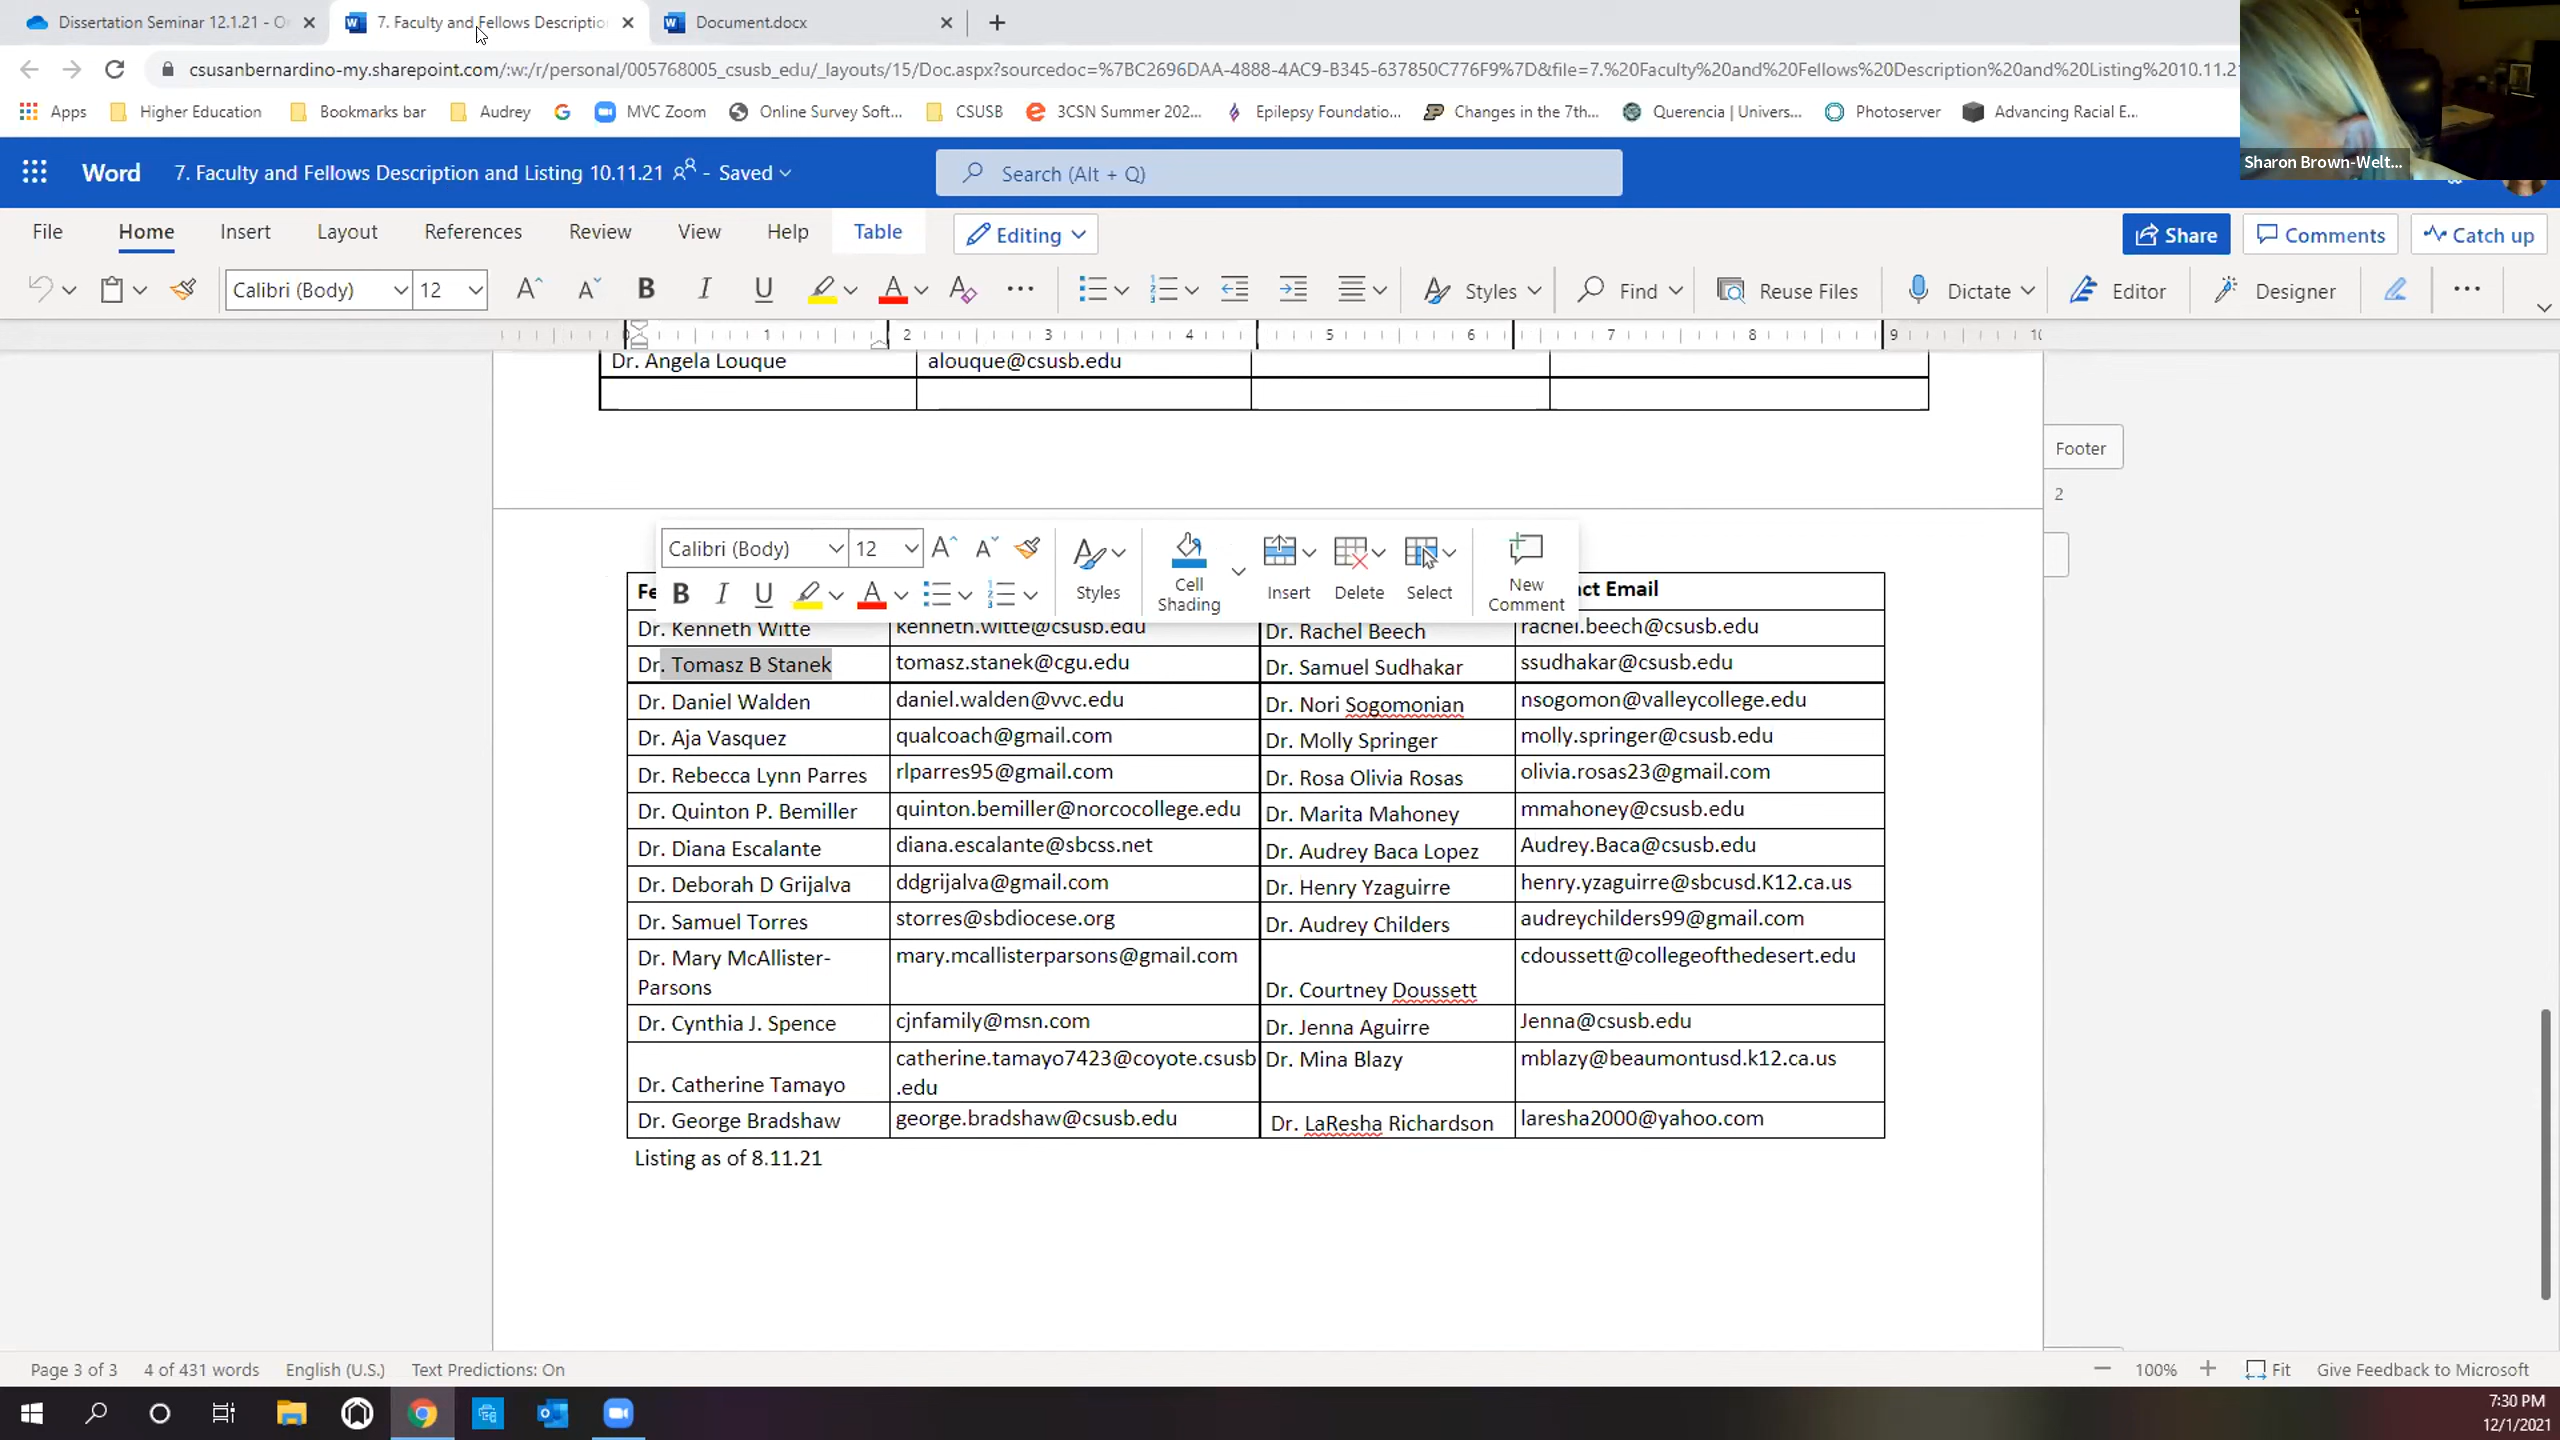 Dissertation Seminar 12.1.21 - O
7. Faculty and Fellows Descriptio
Document.docx
csusanbernardino-my.sharepoint.com/:w:/r/personal/005768005_csusb_edu/_layouts/15/Doc.aspx?sourcedoc=%7BC2696DAA-4888-4AC9-B345-637850C776F9%7D&file=7.%20Faculty%20and%20Fellows%20Description%20and%20Listing%2010.11.21
Apps
Higher Education
Bookmarks bar
Audrey
MVC Zoom
Online Survey Soft...
CSUSB
3CSN Summer 202...
Epilepsy Foundatio...
Changes in the 7th...
Querencia | Univers...
Photoserver
Advancing Racial E...
Sharon Brown-Welt...
Word
7. Faculty and Fellows Description and Listing 10.11.21 - Saved
Search (Alt + Q)
File
Home
Insert
Layout
References
Review
View
Help
Table
Editing
Share
Comments
Catch up
Calibri (Body)
12
Styles
Find
Reuse Files
Dictate
Editor
Designer
0 1 2 3 4 5 6 7 8 9 10
Dr. Angela Louque alouque@csusb.edu
Footer
2
Calibri (Body)
12
Styles
Cell Shading
Insert
Delete
Select
New Comment
Fe
ct Email
Dr. Kenneth Witte kenneth.witte@csusb.edu Dr. Rachel Beech rachel.beech@csusb.edu
Dr. Tomasz B Stanek tomasz.stanek@cgu.edu Dr. Samuel Sudhakar ssudhakar@csusb.edu
Dr. Daniel Walden daniel.walden@vvc.edu Dr. Nori Sogomonian nsogomon@valleycollege.edu
Dr. Aja Vasquez qualcoach@gmail.com Dr. Molly Springer molly.springer@csusb.edu
Dr. Rebecca Lynn Parres rlparres95@gmail.com Dr. Rosa Olivia Rosas olivia.rosas23@gmail.com
Dr. Quinton P. Bemiller quinton.bemiller@norcocollege.edu Dr. Marita Mahoney mmahoney@csusb.edu
Dr. Diana Escalante diana.escalante@sbcss.net Dr. Audrey Baca Lopez Audrey.Baca@csusb.edu
Dr. Deborah D Grijalva ddgrijalva@gmail.com Dr. Henry Yzaguirre henry.yzaguirre@sbcusd.K12.ca.us
Dr. Samuel Torres storres@sbdiocese.org Dr. Audrey Childers audreychilders99@gmail.com
Dr. Mary McAllister-
Parsons
mary.mcallisterparsons@gmail.com
Dr. Courtney Doussett
cdoussett@collegeofthedesert.edu
Dr. Cynthia J. Spence cjnfamily@msn.com Dr. Jenna Aguirre Jenna@csusb.edu
Dr. Catherine Tamayo
catherine.tamayo7423@coyote.csusb
.edu
Dr. Mina Blazy
mblazy@beaumontusd.k12.ca.us
Dr. George Bradshaw george.bradshaw@csusb.edu Dr. LaResha Richardson laresha2000@yahoo.com
Listing as of 8.11.21
Page 3 of 3
4 of 431 words
English (U.S.)
Text Predictions: On
100%
Fit
Give Feedback to Microsoft
7:30 PM
12/1/2021